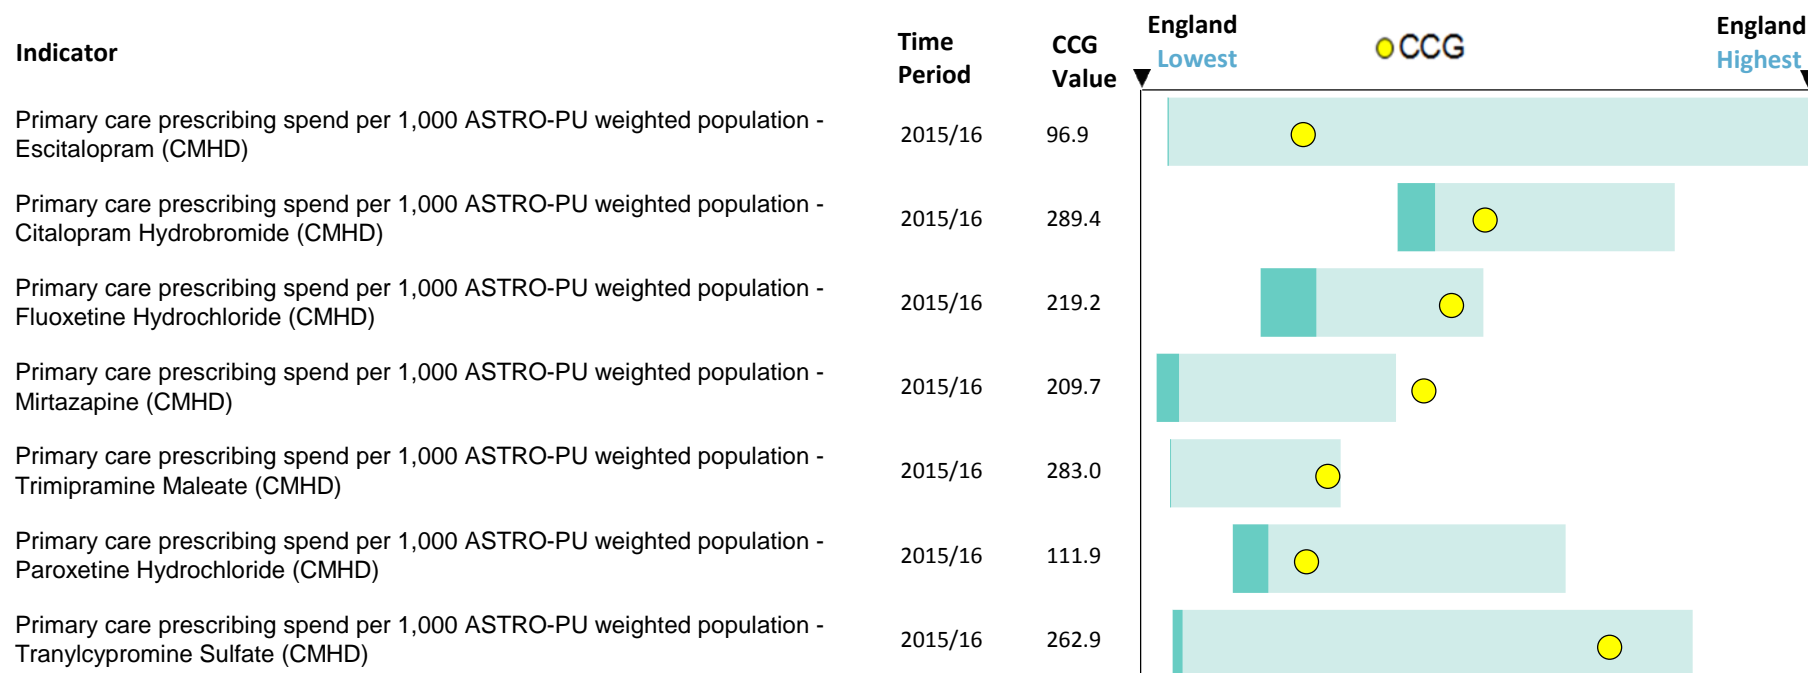 Indicator
Time
Period
CCG
Value
England
Lowest
CCG
England
Highest
Primary care prescribing spend per 1,000 ASTRO-PU weighted population -
Escitalopram (CMHD)
2015/16
96.9
Primary care prescribing spend per 1,000 ASTRO-PU weighted population -
Citalopram Hydrobromide (CMHD)
2015/16
289.4
Primary care prescribing spend per 1,000 ASTRO-PU weighted population -
Fluoxetine Hydrochloride (CMHD)
2015/16
219.2
Primary care prescribing spend per 1,000 ASTRO-PU weighted population -
Mirtazapine (CMHD)
2015/16
209.7
Primary care prescribing spend per 1,000 ASTRO-PU weighted population -
Trimipramine Maleate (CMHD)
2015/16
283.0
Primary care prescribing spend per 1,000 ASTRO-PU weighted population -
Paroxetine Hydrochloride (CMHD)
2015/16
111.9
Primary care prescribing spend per 1,000 ASTRO-PU weighted population -
Tranylcypromine Sulfate (CMHD)
2015/16
262.9